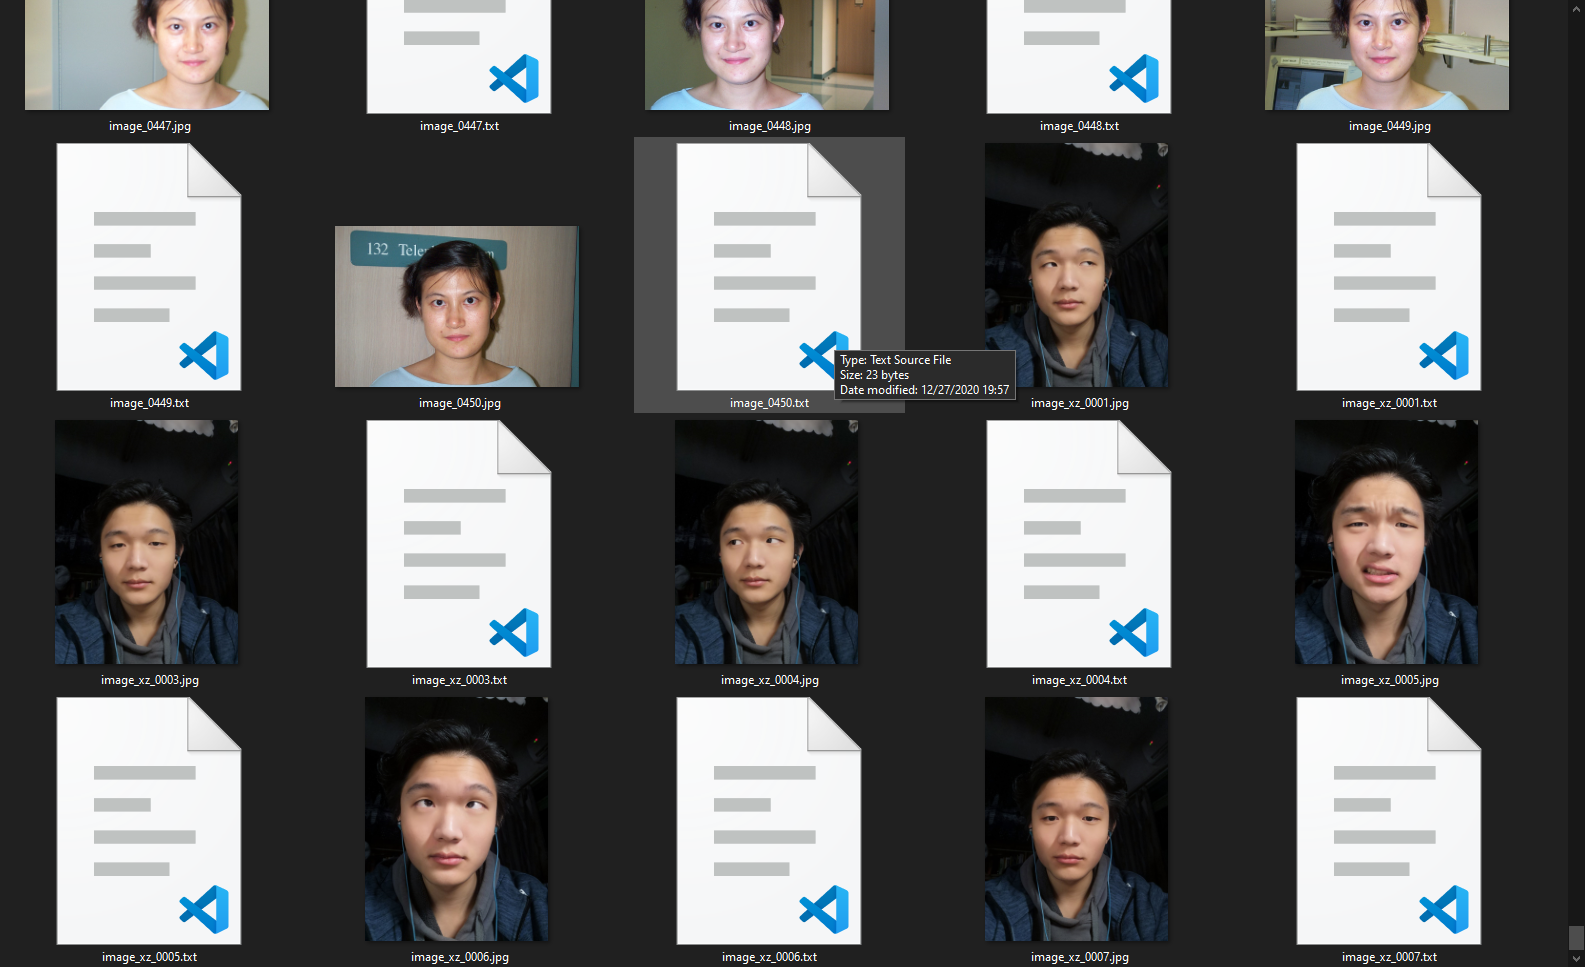 image_0447.jpg
image_0447.txt
image_0448.jpg
image_0448.txt
image_0449.jpg
132 Tele
m
image_0449.txt
image_0450.jpg
image_0450.txt
Type: Text Source File
Size: 23 bytes
Date modified: 12/27/2020 19:57
image_xz_0001.jpg
image_xz_0001.txt
image_xz_0003.jpg
image_xz_0003.txt
image_xz_0004.jpg
image_xz_0004.txt
image_xz_0005.jpg
image_xz_0005.txt
image_xz_0006.jpg
image_xz_0006.txt
image_xz_0007.jpg
image_xz_0007.txt